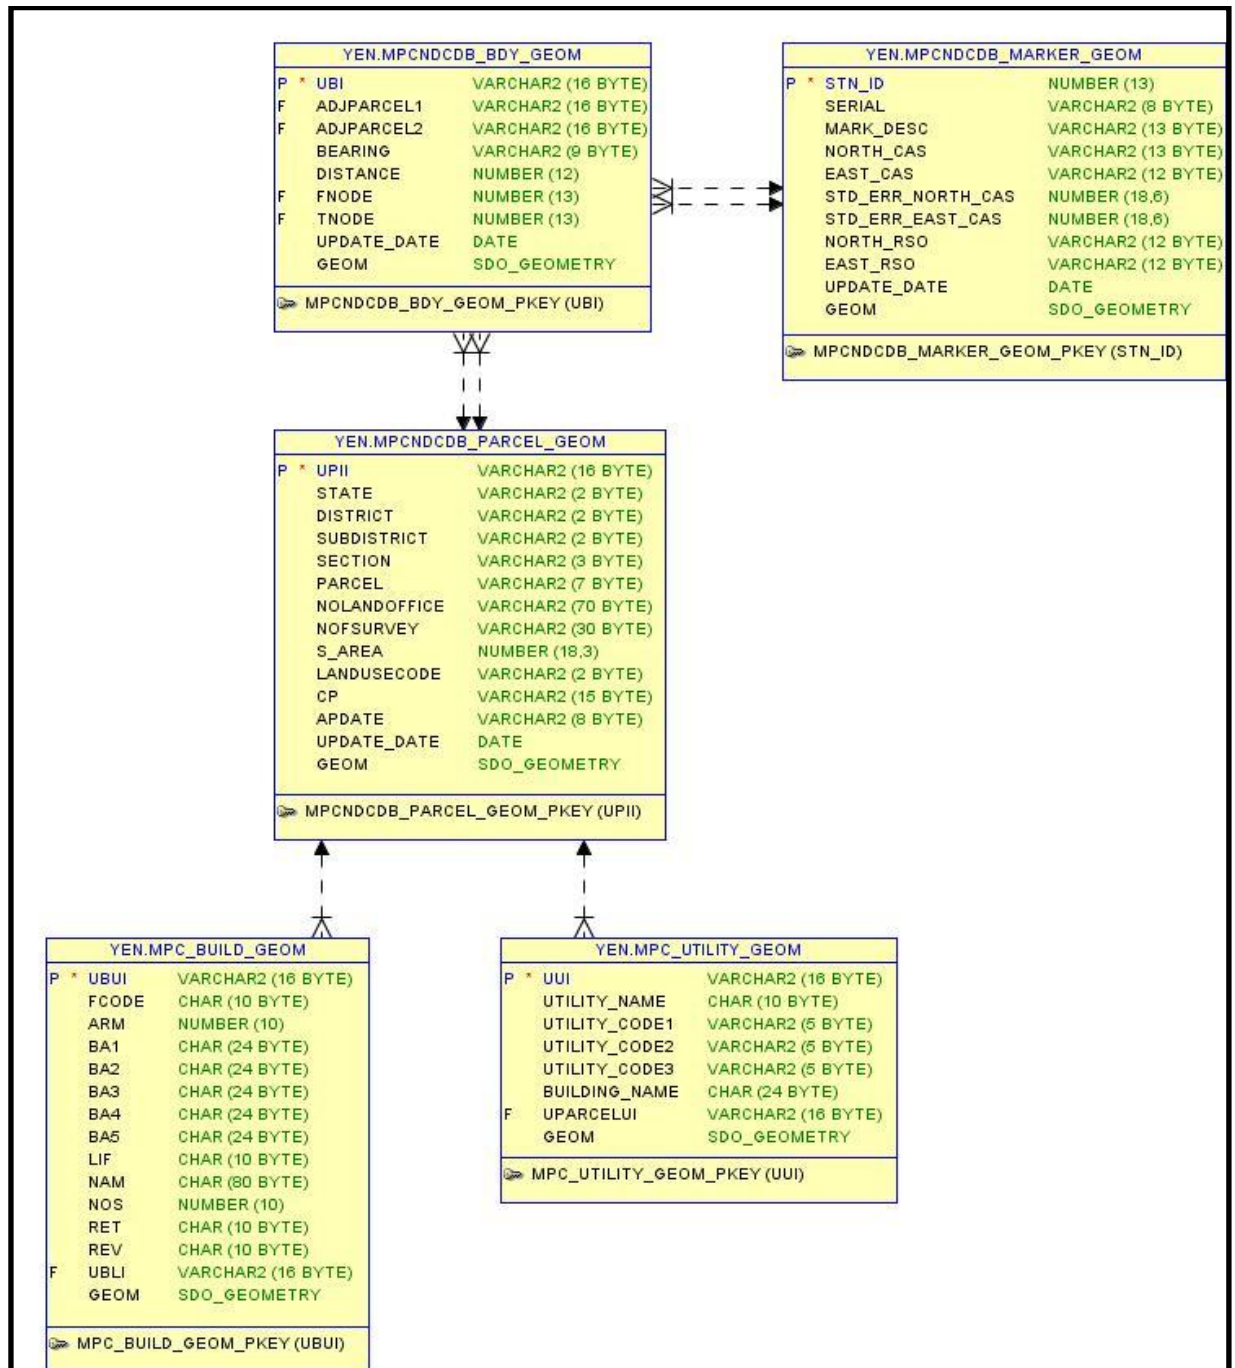 YEN.MPCNDCDB_BDY_GEOM
P * UBI VARCHAR2 (16 BYTE)
F ADJPARCEL1 VARCHAR2 (16 BYTE)
F ADJPARCEL2 VARCHAR2 (16 BYTE)
BEARING VARCHAR2 (9 BYTE)
DISTANCE NUMBER (12)
F FNODE NUMBER (13)
F TNODE NUMBER (13)
UPDATE_DATE DATE
GEOM SDO_GEOMETRY
MPCNDCDB_BDY_GEOM_PKEY (UBI)
YEN.MPCNDCDB_MARKER_GEOM
P * STN_ID NUMBER (13)
SERIAL VARCHAR2 (8 BYTE)
MARK_DESC VARCHAR2 (13 BYTE)
NORTH_CAS VARCHAR2 (13 BYTE)
EAST_CAS VARCHAR2 (12 BYTE)
STD_ERR_NORTH_CAS NUMBER (18,6)
STD_ERR_EAST_CAS NUMBER (18,6)
NORTH_RSO VARCHAR2 (12 BYTE)
EAST_RSO VARCHAR2 (12 BYTE)
UPDATE_DATE DATE
GEOM SDO_GEOMETRY
MPCNDCDB_MARKER_GEOM_PKEY (STN_ID)
YEN.MPCNDCDB_PARCEL_GEOM
P * UPII VARCHAR2 (16 BYTE)
STATE VARCHAR2 (2 BYTE)
DISTRICT VARCHAR2 (2 BYTE)
SUBDISTRICT VARCHAR2 (2 BYTE)
SECTION VARCHAR2 (3 BYTE)
PARCEL VARCHAR2 (7 BYTE)
NOLANDOFFICE VARCHAR2 (70 BYTE)
NOFSURVEY VARCHAR2 (30 BYTE)
S_AREA NUMBER (18,3)
LANDUSECODE VARCHAR2 (2 BYTE)
CP VARCHAR2 (15 BYTE)
APDATE VARCHAR2 (8 BYTE)
UPDATE_DATE DATE
GEOM SDO_GEOMETRY
MPCNDCDB_PARCEL_GEOM_PKEY (UPII)
YEN.MPC_BUILD_GEOM
P * UBUI VARCHAR2 (16 BYTE)
FCODE CHAR (10 BYTE)
ARM NUMBER (10)
BA1 CHAR (24 BYTE)
BA2 CHAR (24 BYTE)
BA3 CHAR (24 BYTE)
BA4 CHAR (24 BYTE)
BA5 CHAR (24 BYTE)
LIF CHAR (10 BYTE)
NAM CHAR (80 BYTE)
NOS NUMBER (10)
RET CHAR (10 BYTE)
REV CHAR (10 BYTE)
F UBLI VARCHAR2 (16 BYTE)
GEOM SDO_GEOMETRY
MPC_BUILD_GEOM_PKEY (UBUI)
YEN.MPC_UTILITY_GEOM
P * UUI VARCHAR2 (16 BYTE)
UTILITY_NAME CHAR (10 BYTE)
UTILITY_CODE1 VARCHAR2 (5 BYTE)
UTILITY_CODE2 VARCHAR2 (5 BYTE)
UTILITY_CODE3 VARCHAR2 (5 BYTE)
BUILDING_NAME CHAR (24 BYTE)
F UPARCELUI VARCHAR2 (16 BYTE)
GEOM SDO_GEOMETRY
MPC_UTILITY_GEOM_PKEY (UUI)